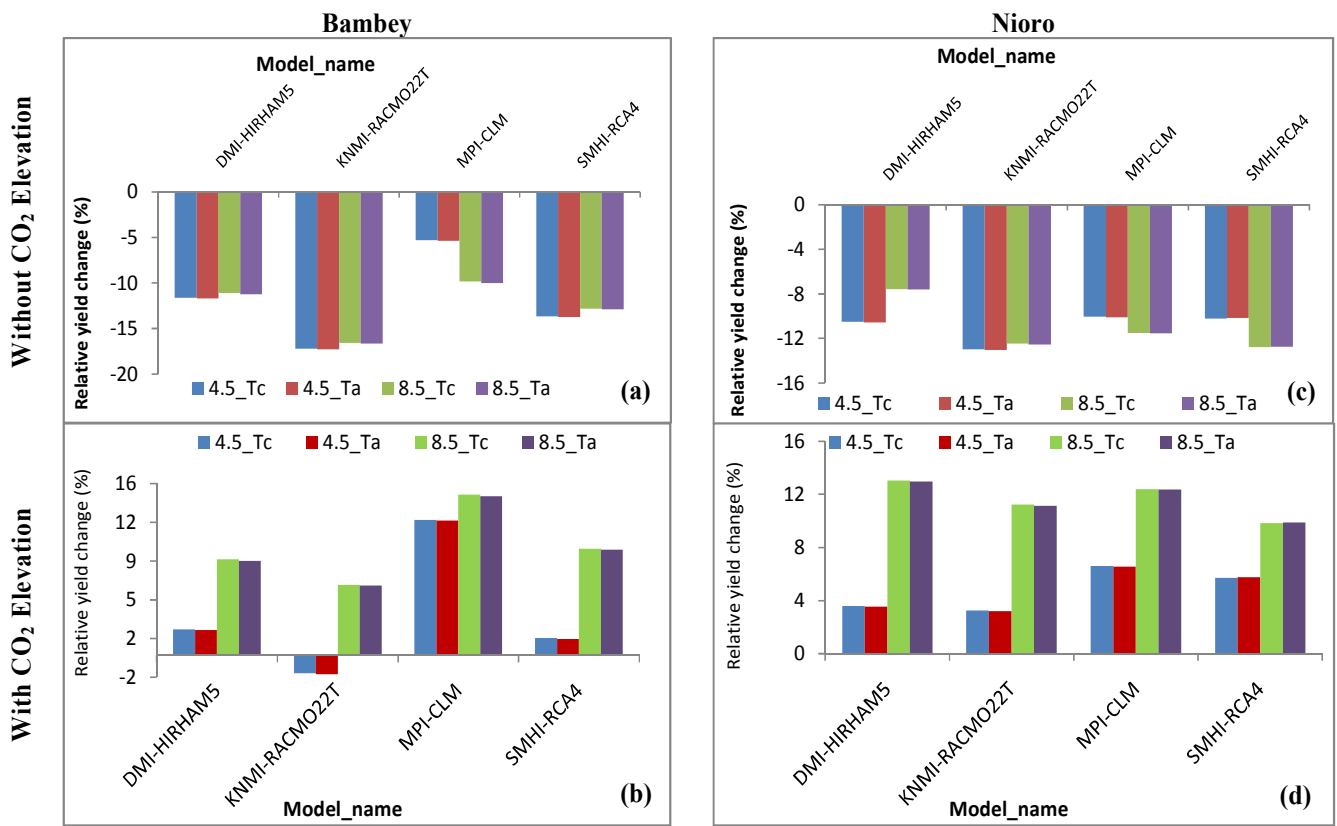 Bambey
Nioro
Without CO₂ Elevation
With CO₂ Elevation
Model_name
DMI-HIRHAM5
KNMI-RACMO22T
MPI-CLM
SMHI-RCA4
Relative yield change (%)
0
-5
-10
-15
-20
4.5_Tc 4.5_Ta 8.5_Tc 8.5_Ta
(a)
Model_name
DMI-HIRHAM5
KNMI-RACMO22T
MPI-CLM
SMHI-RCA4
Relative yield change (%)
0
-4
-8
-12
-16
4.5_Tc 4.5_Ta 8.5_Tc 8.5_Ta
(c)
4.5_Tc 4.5_Ta 8.5_Tc 8.5_Ta
Relative yield change (%)
16
12
9
5
2
-2
DMI-HIRHAM5
KNMI-RACMO22T
MPI-CLM
SMHI-RCA4
Model_name
(b)
4.5_Tc 4.5_Ta 8.5_Tc 8.5_Ta
Relative yield change (%)
16
12
8
4
0
DMI-HIRHAM5
KNMI-RACMO22T
MPI-CLM
SMHI-RCA4
Model_name
(d)